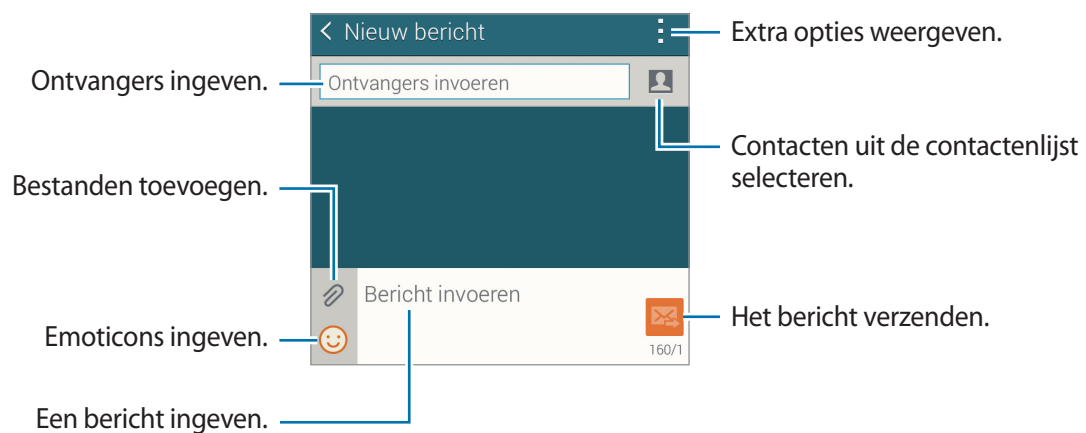 Nieuw bericht
Extra opties weergeven.
Ontvangers ingeven.
Ontvangers invoeren
Contacten uit de contactenlijst
selecteren.
Bestanden toevoegen.
Bericht invoeren
Het bericht verzenden.
Emoticons ingeven.
160/1
Een bericht ingeven.